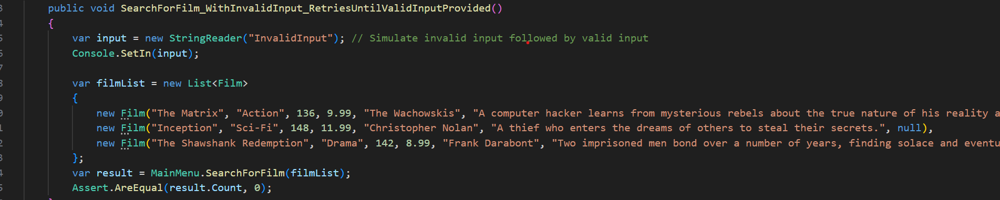 public void SearchForFilm_WithInvalidInput_RetriesUntilValidInputProvided()
{
var input = new StringReader("InvalidInput"); // Simulate invalid input followed by valid input
Console.SetIn(input);
var filmList = new List<Film>
{
new Film("The Matrix", "Action", 136, 9.99, "The Wachowskis", "A computer hacker learns from mysterious rebels about the true nature of his reality a
new Film("Inception", "Sci-Fi", 148, 11.99, "Christopher Nolan", "A thief who enters the dreams of others to steal their secrets.", null),
new Film("The Shawshank Redemption", "Drama", 142, 8.99, "Frank Darabont", "Two imprisoned men bond over a number of years, finding solace and eventu
};
var result = MainMenu.SearchForFilm(filmList);
Assert.AreEqual(result.Count, 0);